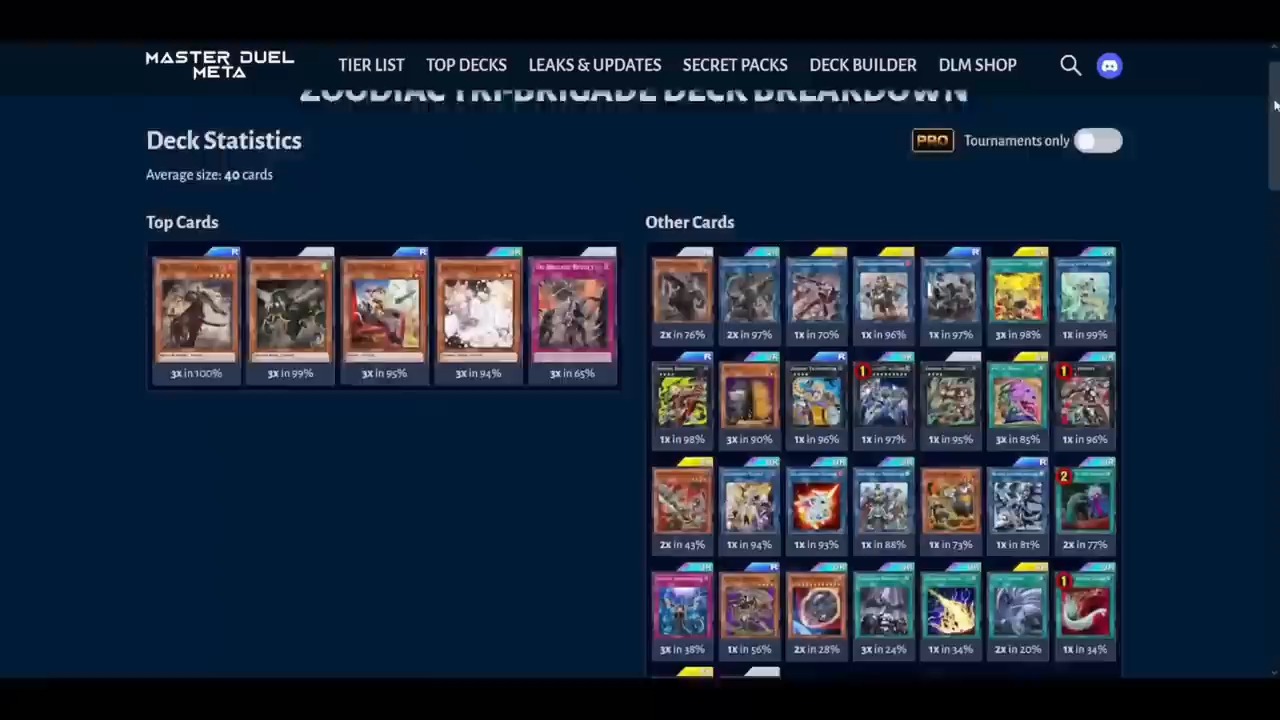 MASTER DUEL
META
TIER LIST
TOP DECKS
LEAKS & UPDATES
SECRET PACKS
DECK BUILDER
DLM SHOP
ZOODIAC TRI-BRIGADE DECK BREAKDOWN
Deck Statistics
PRO
Tournaments only
Average size: 40 cards
Top Cards
Other Cards
3x in 100% 3x in 99% 3x in 95% 3x in 94% 3x in 65%
2x in 76% 2x in 97% 1x in 70% 1x in 96% 1x in 97% 3x in 98% 1x in 99%
1x in 98% 3x in 90% 1x in 96% 1x in 97% 1x in 95% 3x in 85% 1x in 96%
2x in 43% 1x in 94% 1x in 93% 1x in 88% 1x in 73% 1x in 81% 2x in 77%
3x in 38% 1x in 56% 2x in 28% 3x in 24% 1x in 34% 2x in 20% 1x in 34%